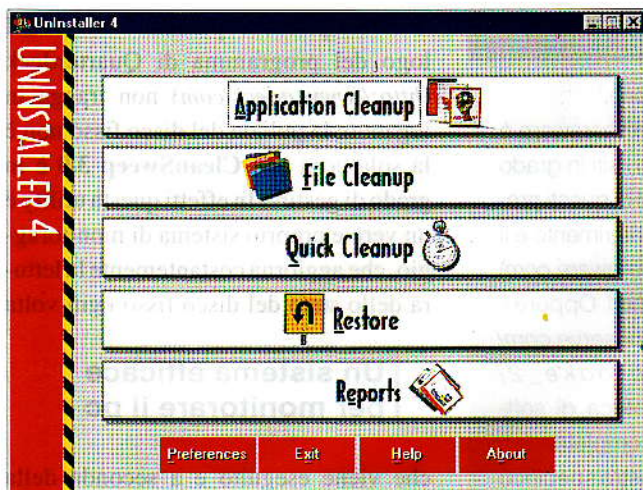 UnInstaller 4
UNINSTALLER 4
Application Cleanup
File Cleanup
Quick Cleanup
Restore
Reports
Preferences
Exit
Help
About